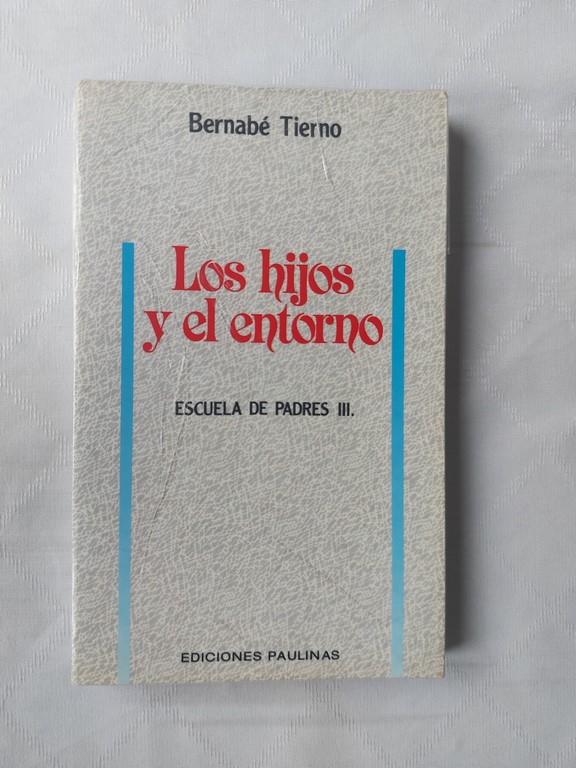 Bernabé Tierno
Los hijos
y el entorno
ESCUELA DE PADRES III.
EDICIONES PAULINAS